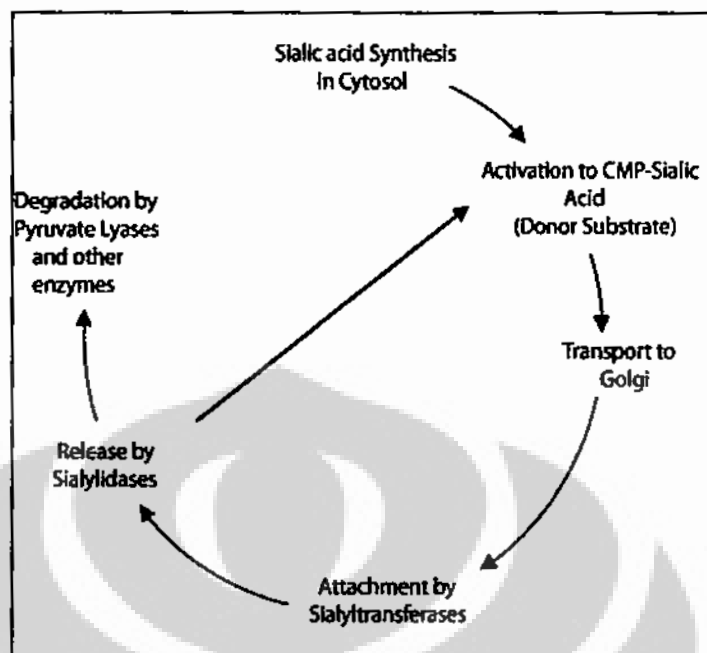 Sialic acid Synthesis
in Cytosol
Activation to CMP-Sialic
Acid
(Donor Substrate)
Transport to
Golgi
Attachment by
Sialyltransferases
Release by
Sialylidases
Degradation by
Pyruvate Lyases
and other
enzymes